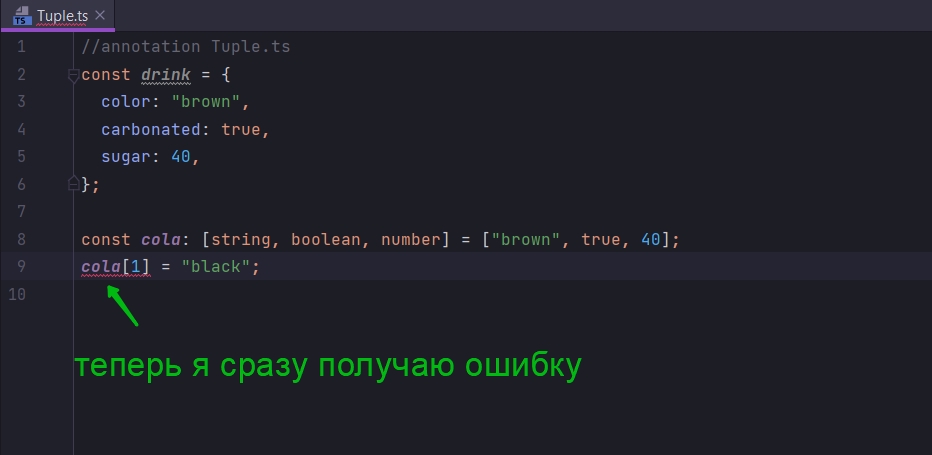 TS Tuple.ts ×
1 //annotation Tuple.ts
2 const drink = {
3   color: "brown",
4   carbonated: true,
5   sugar: 40,
6 };
7
8 const cola: [string, boolean, number] = ["brown", true, 40];
9 cola[1] = "black";
10
теперь я сразу получаю ошибку